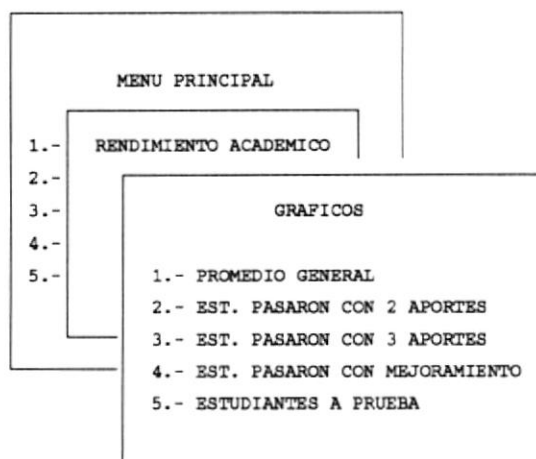 MENU PRINCIPAL
1.- RENDIMIENTO ACADEMICO
2.-
3.-
GRAFICOS
4.-
5.-
1.- PROMEDIO GENERAL
2.- EST. PASARON CON 2 APORTES
3.- EST. PASARON CON 3 APORTES
4.- EST. PASARON CON MEJORAMIENTO
5.- ESTUDIANTES A PRUEBA